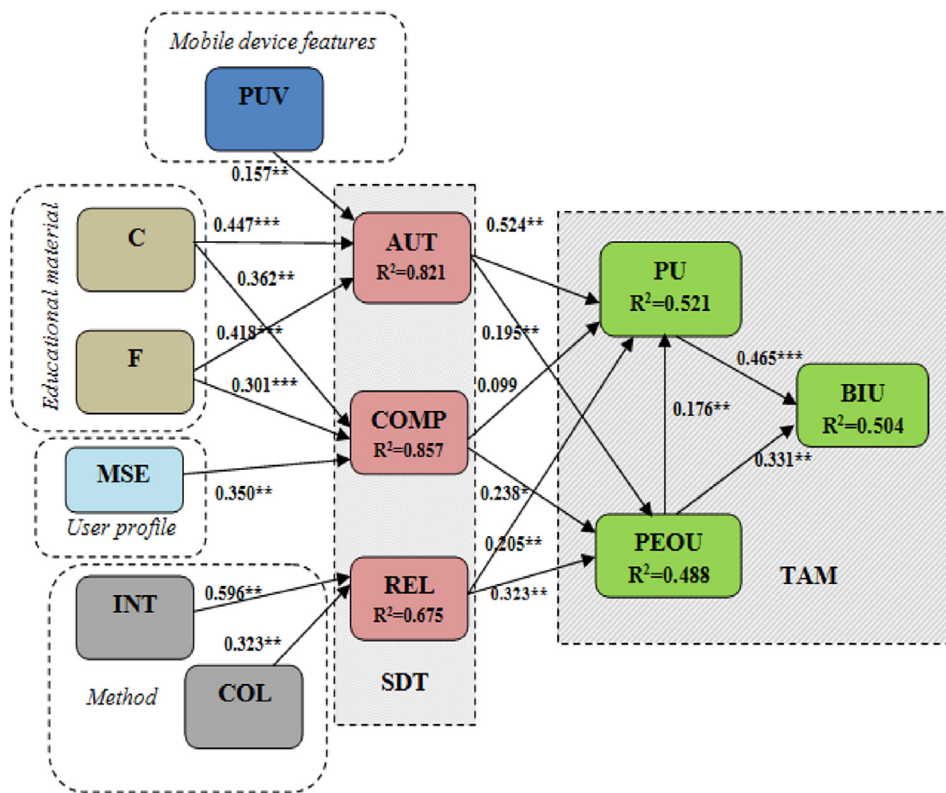 Mobile device features
PUV
0.157**
Educational material
C
0.447***
0.362**
F
0.418***
0.301***
MSE
0.350**
User profile
INT
0.596**
0.323**
COL
Method
AUT
R²=0.821
COMP
R²=0.857
REL
R²=0.675
SDT
0.524**
0.195**
0.099
0.238*
0.205**
0.323**
PU
R²=0.521
0.465***
0.176**
0.331**
BIU
R²=0.504
PEOU
R²=0.488
TAM